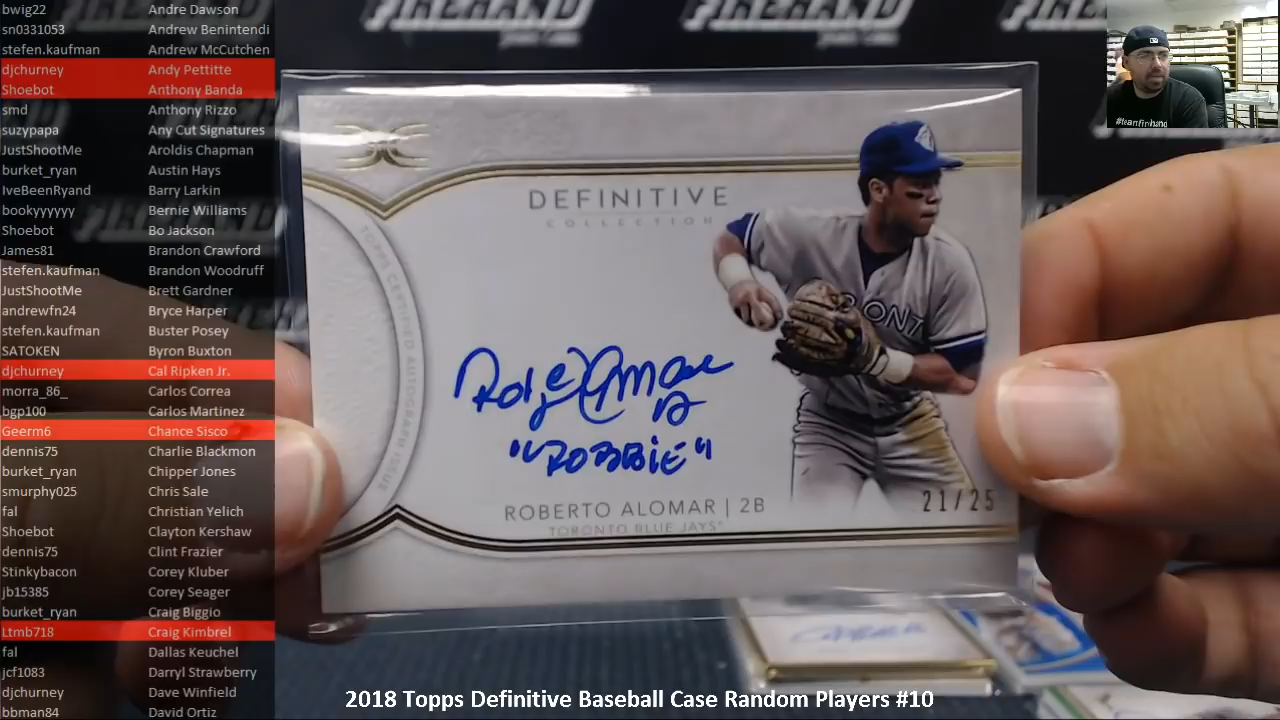 bwig22 Andre Dawson
sn0331053 Andrew Benintendi
stefen.kaufman Andrew McCutchen
djchurney Andy Pettitte
Shoebot Anthony Banda
smd Anthony Rizzo
suzypapa Any Cut Signatures
JustShootMe Aroldis Chapman
burket_ryan Austin Hays
IveBeenRyand Barry Larkin
bookyyyyyy Bernie Williams
Shoebot Bo Jackson
James81 Brandon Crawford
stefen.kaufman Brandon Woodruff
JustShootMe Brett Gardner
andrewfn24 Bryce Harper
stefen.kaufman Buster Posey
SATOKEN Byron Buxton
djchurney Cal Ripken Jr.
morra_86_ Carlos Correa
bgp100 Carlos Martinez
Geerm6 Chance Sisco
dennis75 Charlie Blackmon
burket_ryan Chipper Jones
smurphy025 Chris Sale
fal Christian Yelich
Shoebot Clayton Kershaw
dennis75 Clint Frazier
Stinkybacon Corey Kluber
jb15385 Corey Seager
burket_ryan Craig Biggio
Ltmb718 Craig Kimbrel
fal Dallas Keuchel
jcf1083 Darryl Strawberry
djchurney Dave Winfield
bbman84 David Ortiz
DEFINITIVE
COLLECTION
TOPPS CERTIFIED AUTOGRAPH ISSUE
12
"ROBBIE"
ROBERTO ALOMAR | 2B
TORONTO BLUE JAYS
21/25
2018 Topps Definitive Baseball Case Random Players #10